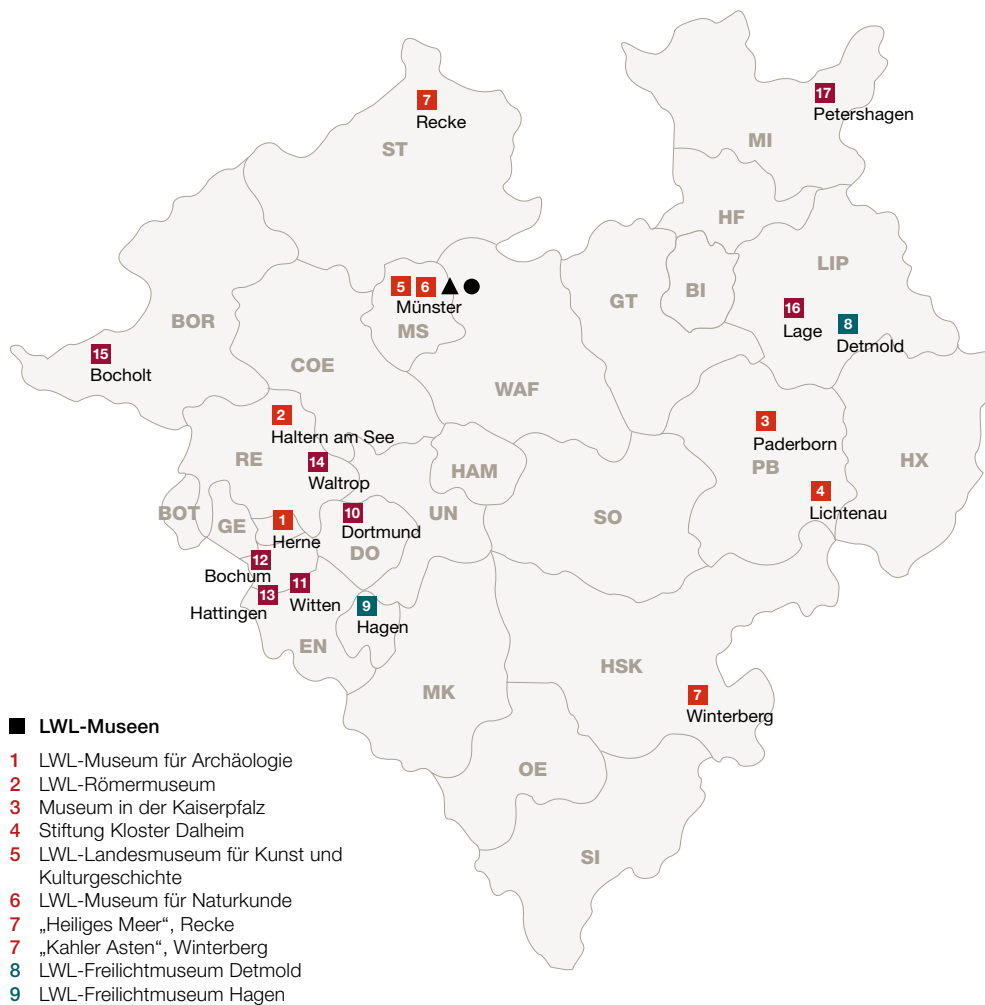 17
7
Petershagen
Recke
MI
ST
HF
LIP
5 6
BI
GT
Münster
16
8
BOR
MS
Lage
Detmold
15
COE
Bocholt
WAF
2
3
Haltern am See
Paderborn
RE
14
HAM
PB
HX
Waltrop
4
BOT
GE
1
10
UN
SO
Lichtenau
Herne
Dortmund
DO
12
Bochum
11
13
Witten
9
Hattingen
Hagen
EN
HSK
MK
7
Winterberg
OE
SI
LWL-Museen
1 LWL-Museum für Archäologie
2 LWL-Römermuseum
3 Museum in der Kaiserpfalz
4 Stiftung Kloster Dalheim
5 LWL-Landesmuseum für Kunst und
Kulturgeschichte
6 LWL-Museum für Naturkunde
7 „Heiliges Meer“, Recke
7 „Kahler Asten“, Winterberg
8 LWL-Freilichtmuseum Detmold
9 LWL-Freilichtmuseum Hagen